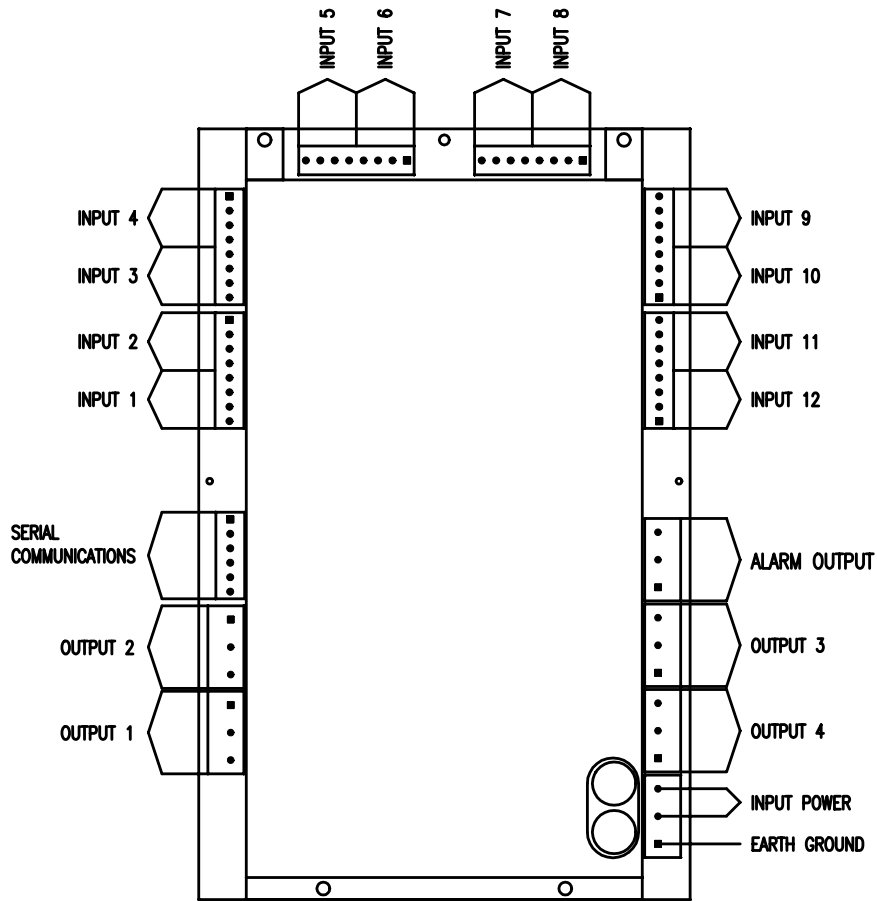 INPUT 5
INPUT 6
INPUT 7
INPUT 8
INPUT 4
INPUT 3
INPUT 2
INPUT 1
SERIAL
COMMUNICATIONS
OUTPUT 2
OUTPUT 1
INPUT 9
INPUT 10
INPUT 11
INPUT 12
ALARM OUTPUT
OUTPUT 3
OUTPUT 4
INPUT POWER
EARTH GROUND